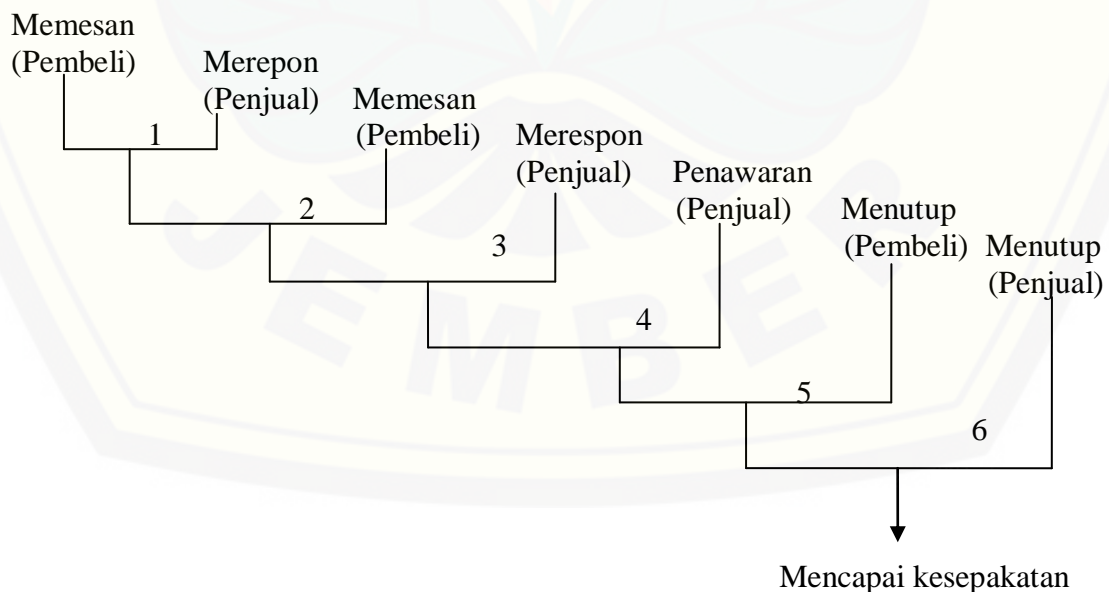 Memesan
(Pembeli)
Merepon
(Penjual)
Memesan
(Pembeli)
Merespon
(Penjual)
Penawaran
(Penjual)
Menutup
(Pembeli)
Menutup
(Penjual)
1
2
3
4
5
6
Mencapai kesepakatan
JEMBER